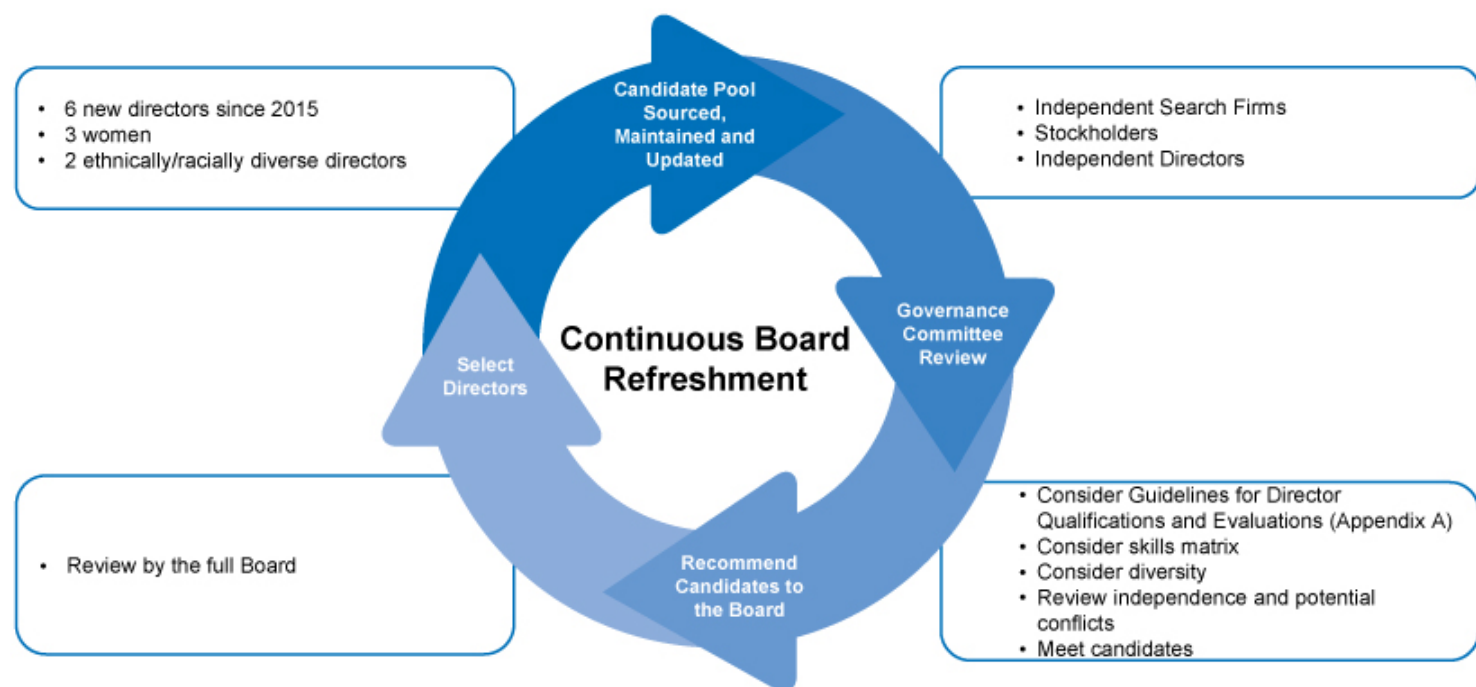 • 6 new directors since 2015
• 3 women
• 2 ethnically/racially diverse directors
Candidate Pool
Sourced,
Maintained and
Updated
• Independent Search Firms
• Stockholders
• Independent Directors
Continuous Board
Refreshment
Governance
Committee
Review
Select
Directors
• Review by the full Board
Recommend
Candidates to
the Board
• Consider Guidelines for Director
Qualifications and Evaluations (Appendix A)
• Consider skills matrix
• Consider diversity
• Review independence and potential
conflicts
• Meet candidates